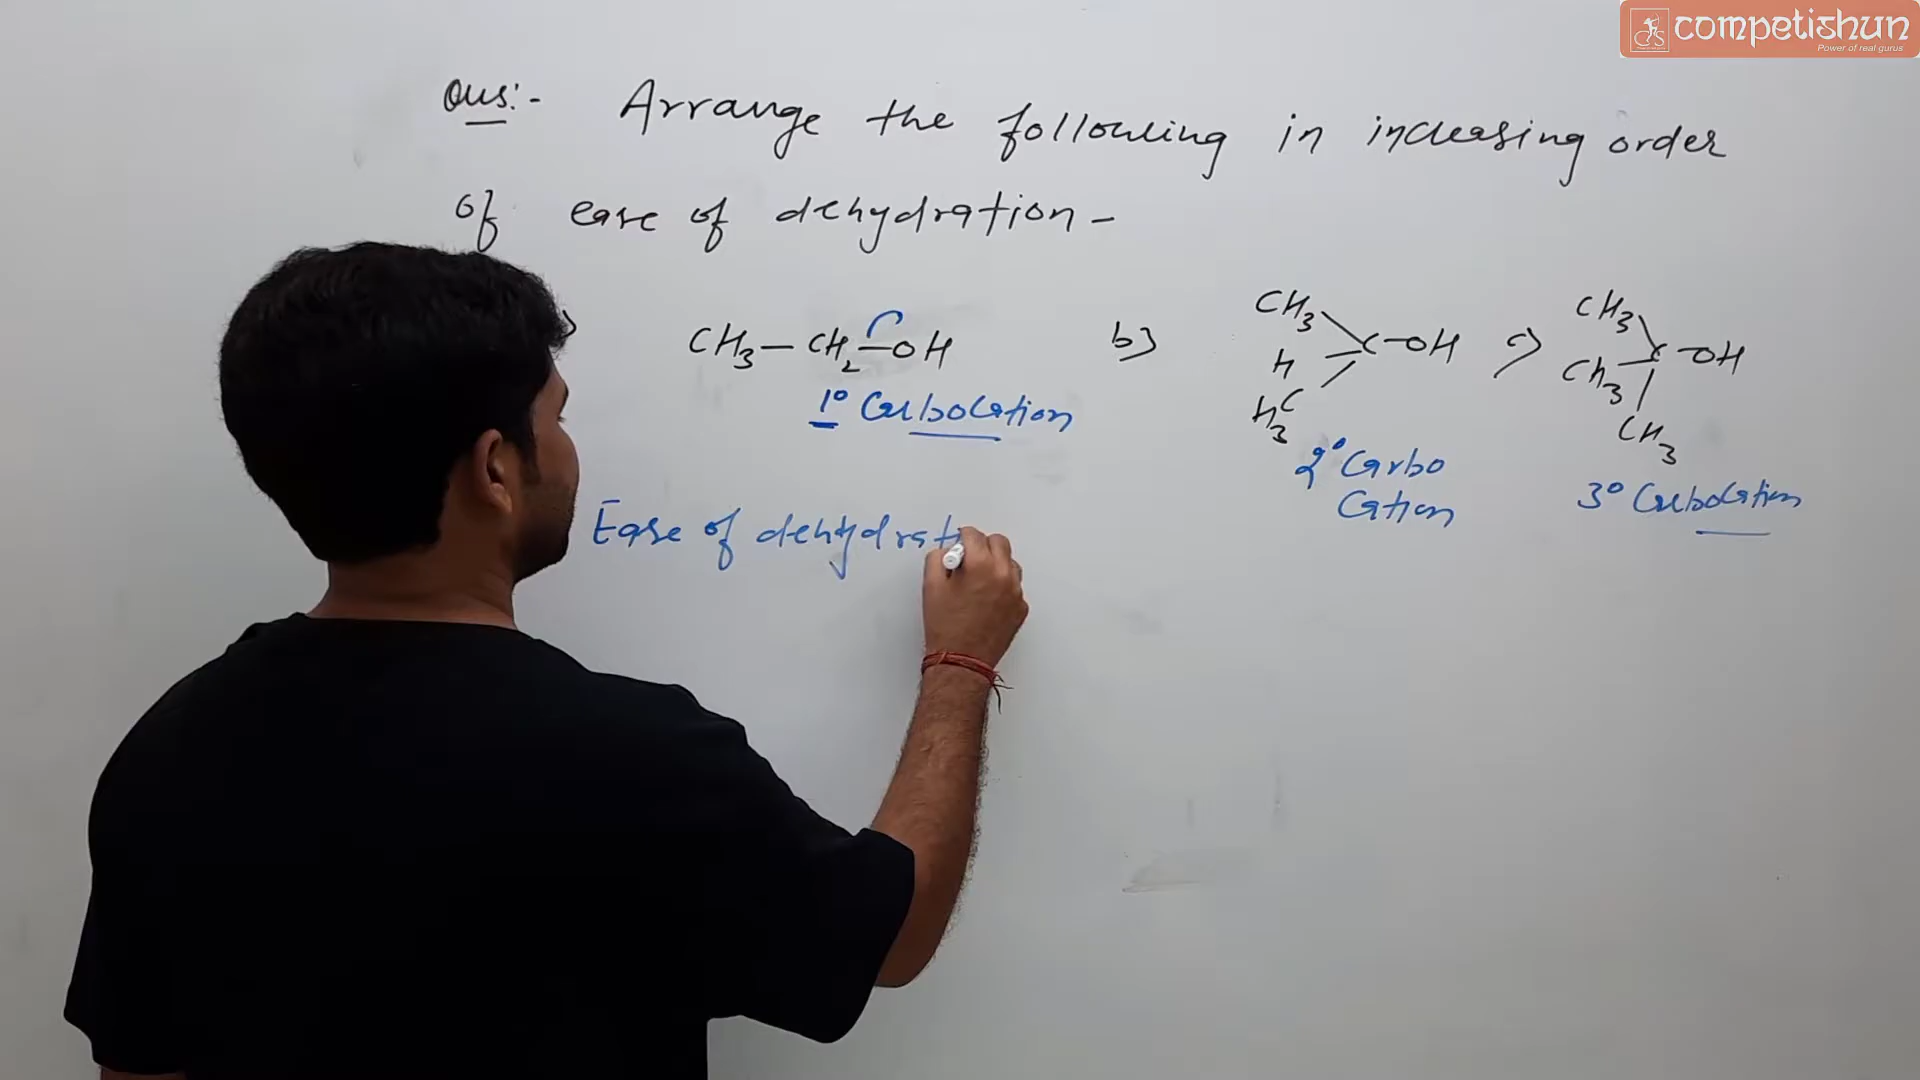 competishun
Power of real gurus
Ques:- Arrange the following in increasing order
of ease of dehydration -
CH3 — CH2 — OH b) CH3 H H3C C-OH c) CH3 CH3 CH3 C-OH
1° Carbocation
2° Carbo
Cation
3° Carbocation
Ease of dehydrati